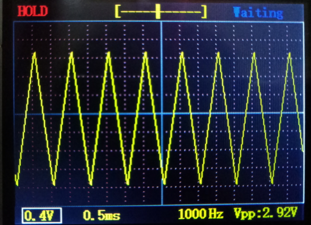 HOLD [---------] Waiting
0.4V 0.5ms 1000Hz Vpp:2.92V